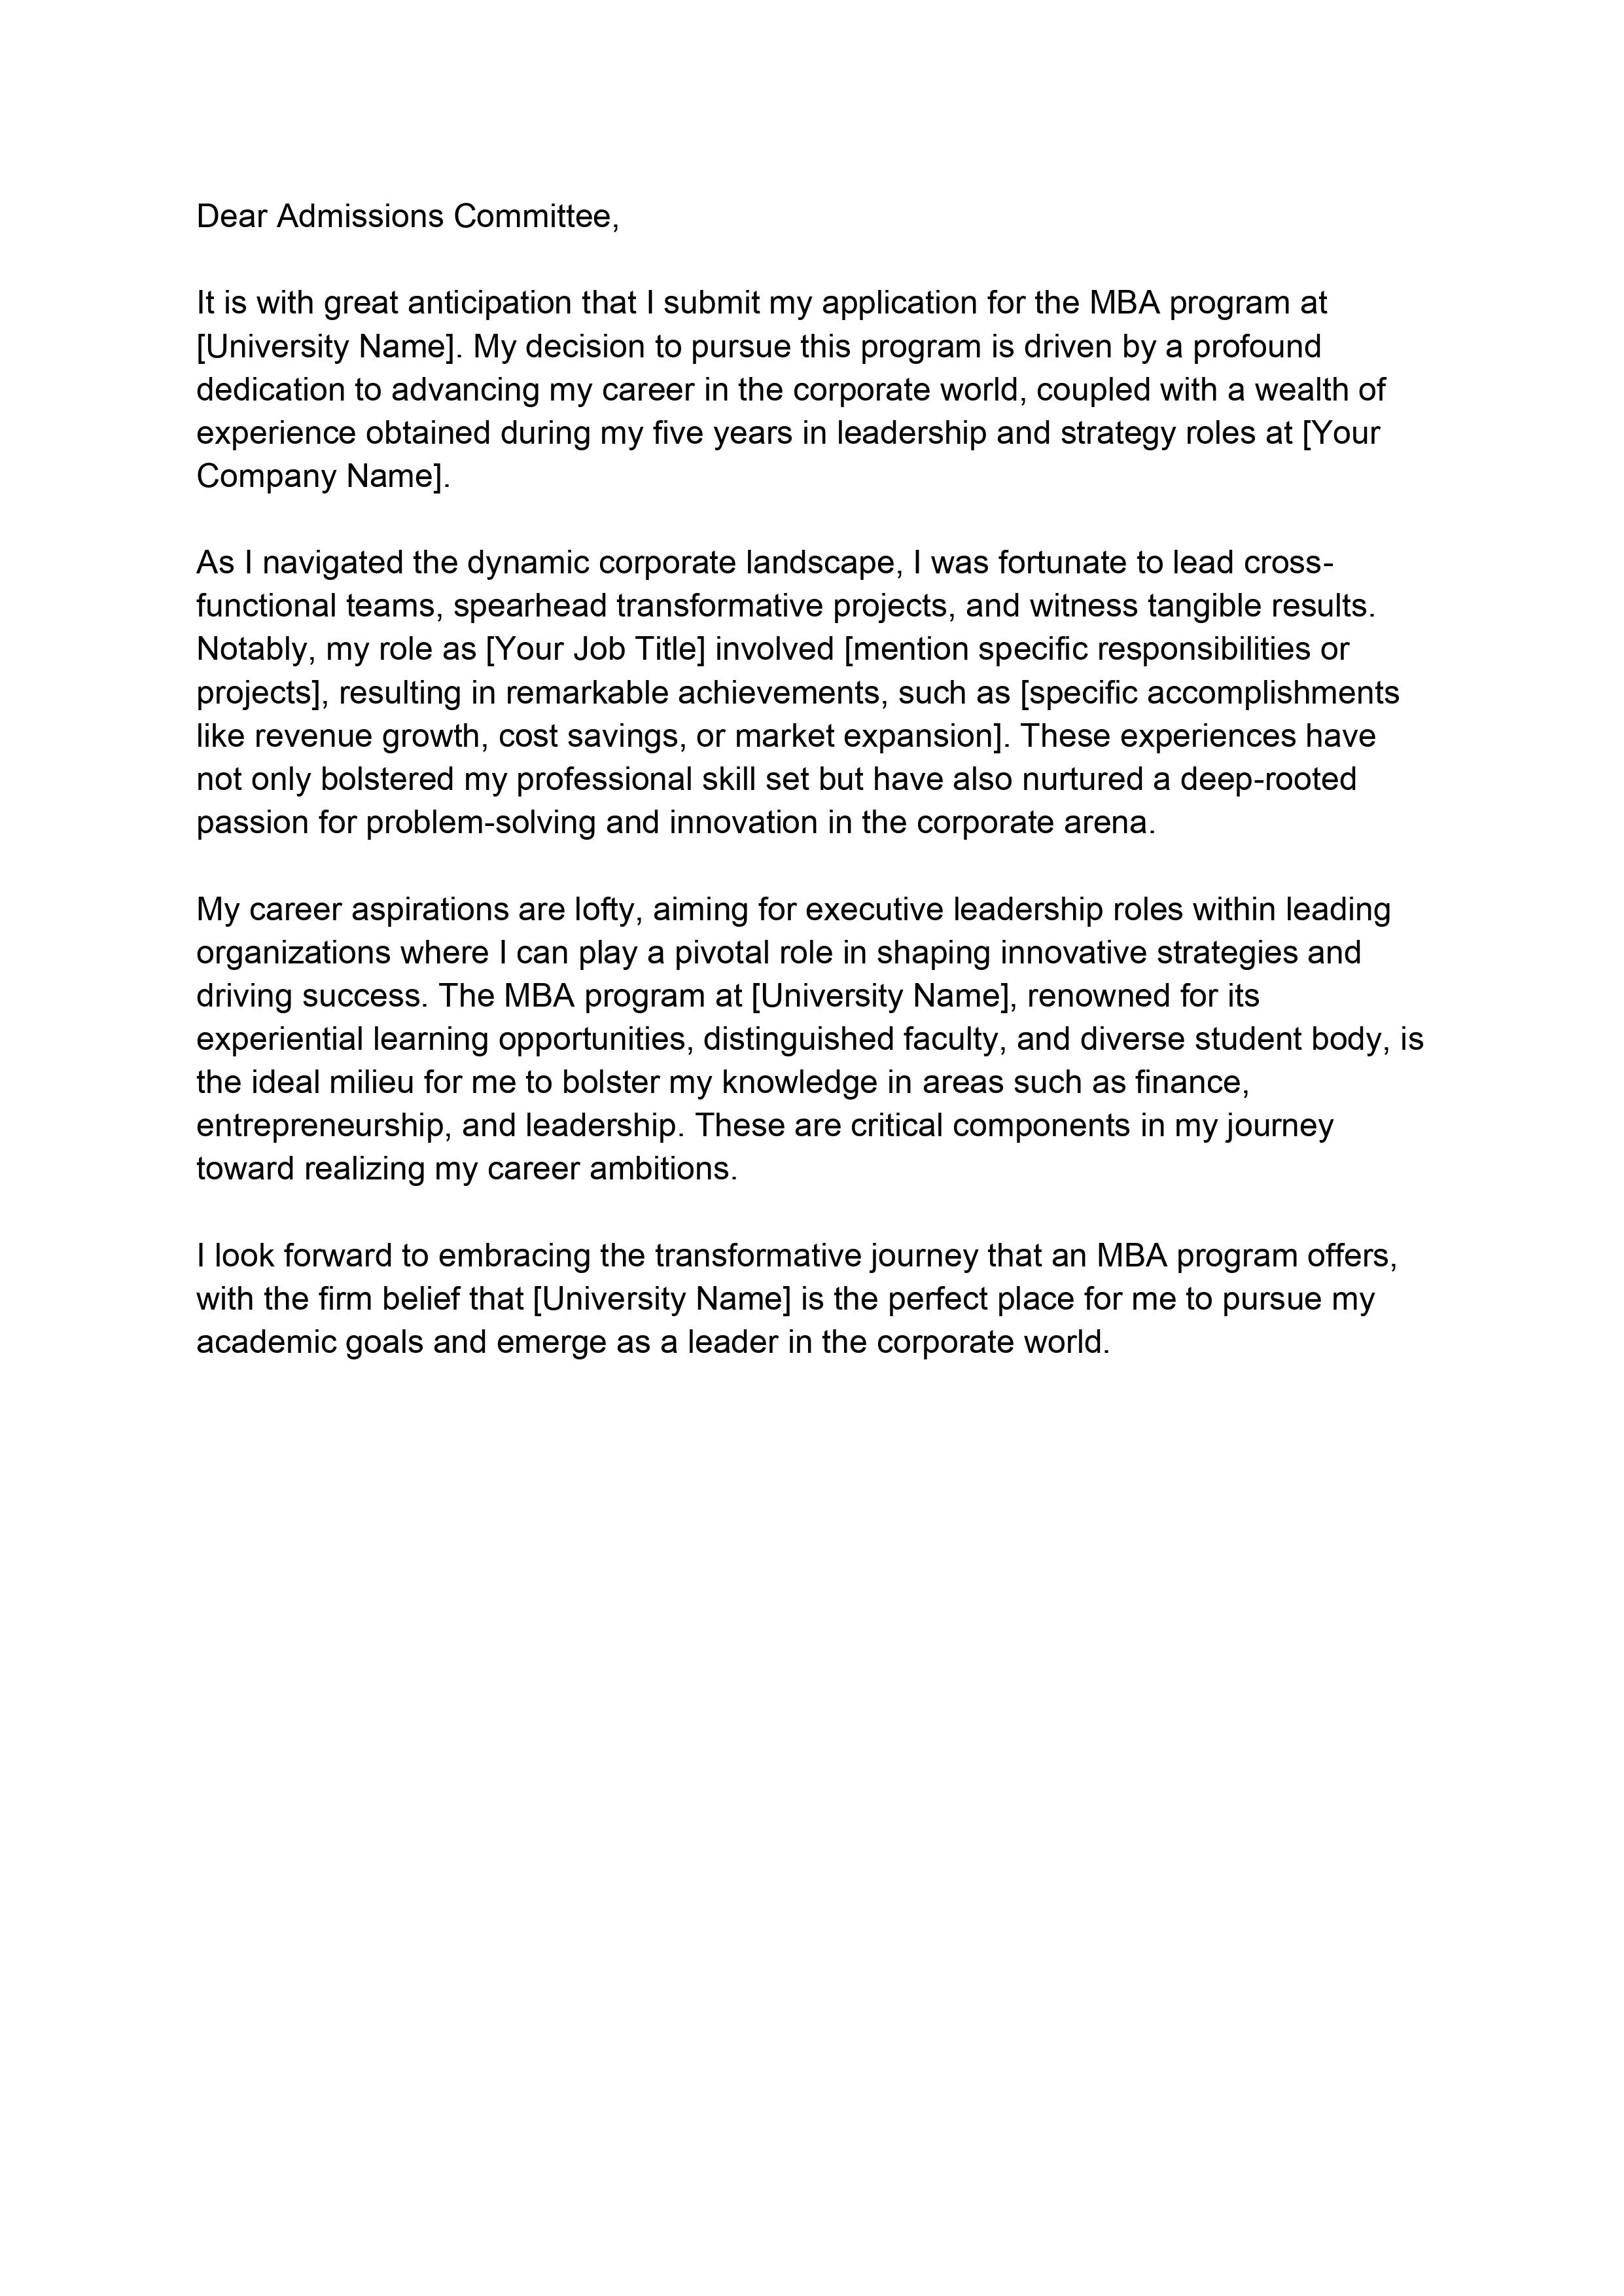 Dear Admissions Committee,
It is with great anticipation that I submit my application for the MBA program at
[University Name]. My decision to pursue this program is driven by a profound
dedication to advancing my career in the corporate world, coupled with a wealth of
experience obtained during my five years in leadership and strategy roles at [Your
Company Name].
As I navigated the dynamic corporate landscape, I was fortunate to lead cross-
functional teams, spearhead transformative projects, and witness tangible results.
Notably, my role as [Your Job Title] involved [mention specific responsibilities or
projects], resulting in remarkable achievements, such as [specific accomplishments
like revenue growth, cost savings, or market expansion]. These experiences have
not only bolstered my professional skill set but have also nurtured a deep-rooted
passion for problem-solving and innovation in the corporate arena.
My career aspirations are lofty, aiming for executive leadership roles within leading
organizations where I can play a pivotal role in shaping innovative strategies and
driving success. The MBA program at [University Name], renowned for its
experiential learning opportunities, distinguished faculty, and diverse student body, is
the ideal milieu for me to bolster my knowledge in areas such as finance,
entrepreneurship, and leadership. These are critical components in my journey
toward realizing my career ambitions.
I look forward to embracing the transformative journey that an MBA program offers,
with the firm belief that [University Name] is the perfect place for me to pursue my
academic goals and emerge as a leader in the corporate world.